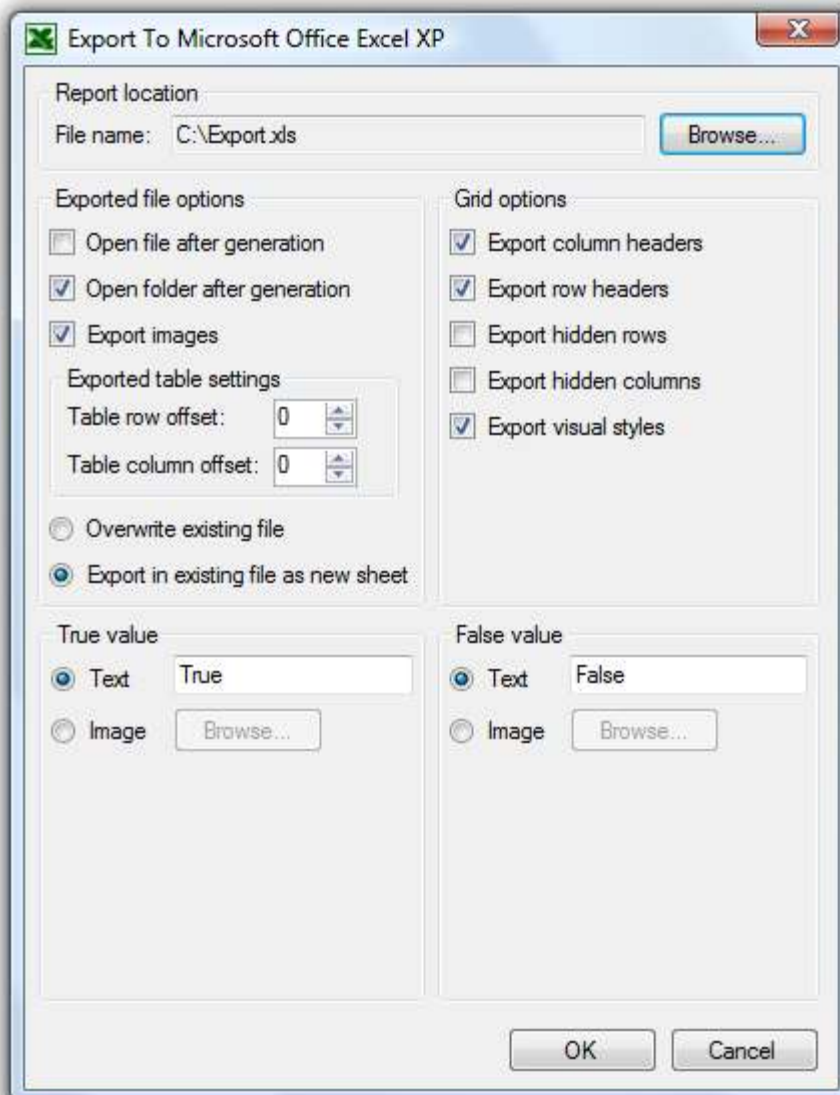 Export To Microsoft Office Excel XP
Report location
File name: C:\Export.xls Browse...
Exported file options
Open file after generation
Open folder after generation
Export images
Exported table settings
Table row offset: 0
Table column offset: 0
Overwrite existing file
Export in existing file as new sheet
Grid options
Export column headers
Export row headers
Export hidden rows
Export hidden columns
Export visual styles
True value
Text True
Image Browse...
False value
Text False
Image Browse...
OK Cancel